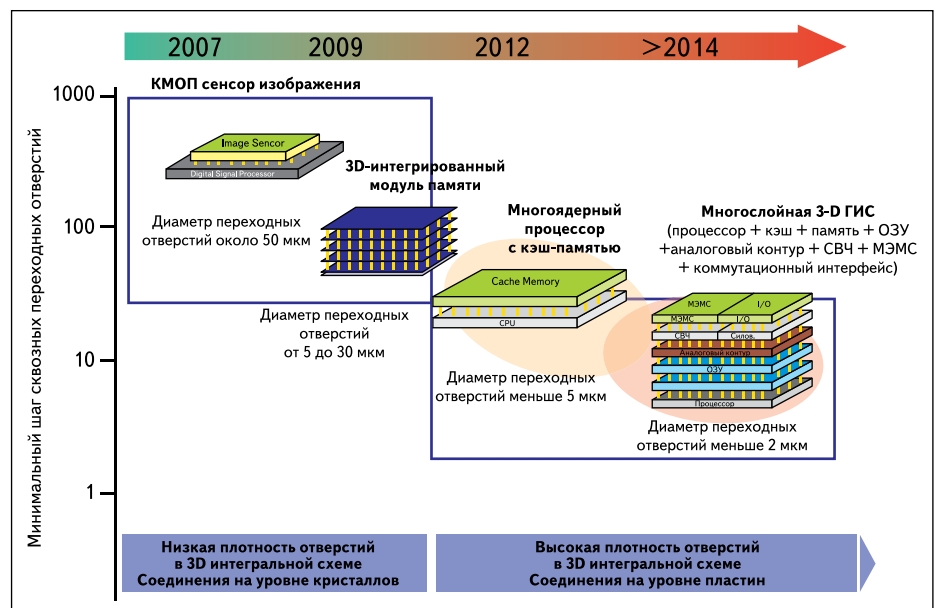 2007 2009 2012 >2014
КМОП сенсор изображения
1000
100
10
1
Минимальный шаг сквозных переходных отверстий
Image Sencor
Digital Signal Processor
Диаметр переходных
отверстий около 50 мкм
3D-интегрированный
модуль памяти
Диаметр переходных
отверстий
от 5 до 30 мкм
Многоядерный
процессор
с кэш-памятью
Cache Memory
CPU
Диаметр переходных
отверстий меньше 5 мкм
Многослойная 3-D ГИС
(процессор + кэш + память + ОЗУ
+аналоговый контур + СВЧ + МЭМС
+ коммутационный интерфейс)
МЭМС I/O
МЭМС I/O
СВЧ Силов.
Аналоговый контур
ОЗУ
Процессор
Диаметр переходных
отверстий меньше 2 мкм
Низкая плотность отверстий
в 3D интегральной схеме
Соединения на уровне кристаллов
Высокая плотность отверстий
в 3D интегральной схеме
Соединения на уровне пластин